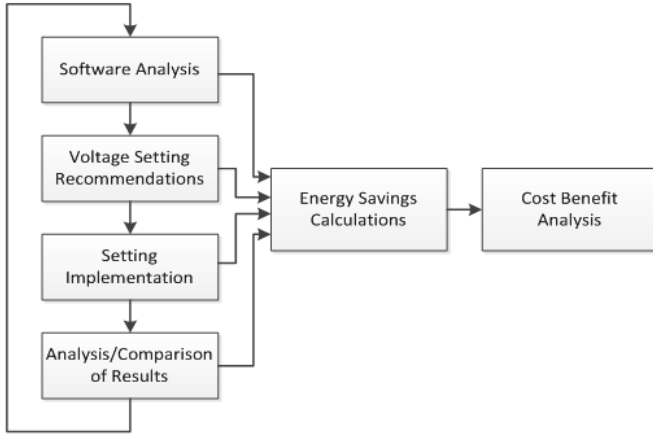 Software Analysis
Voltage Setting
Recommendations
Setting
Implementation
Analysis/Comparison
of Results
Energy Savings
Calculations
Cost Benefit
Analysis